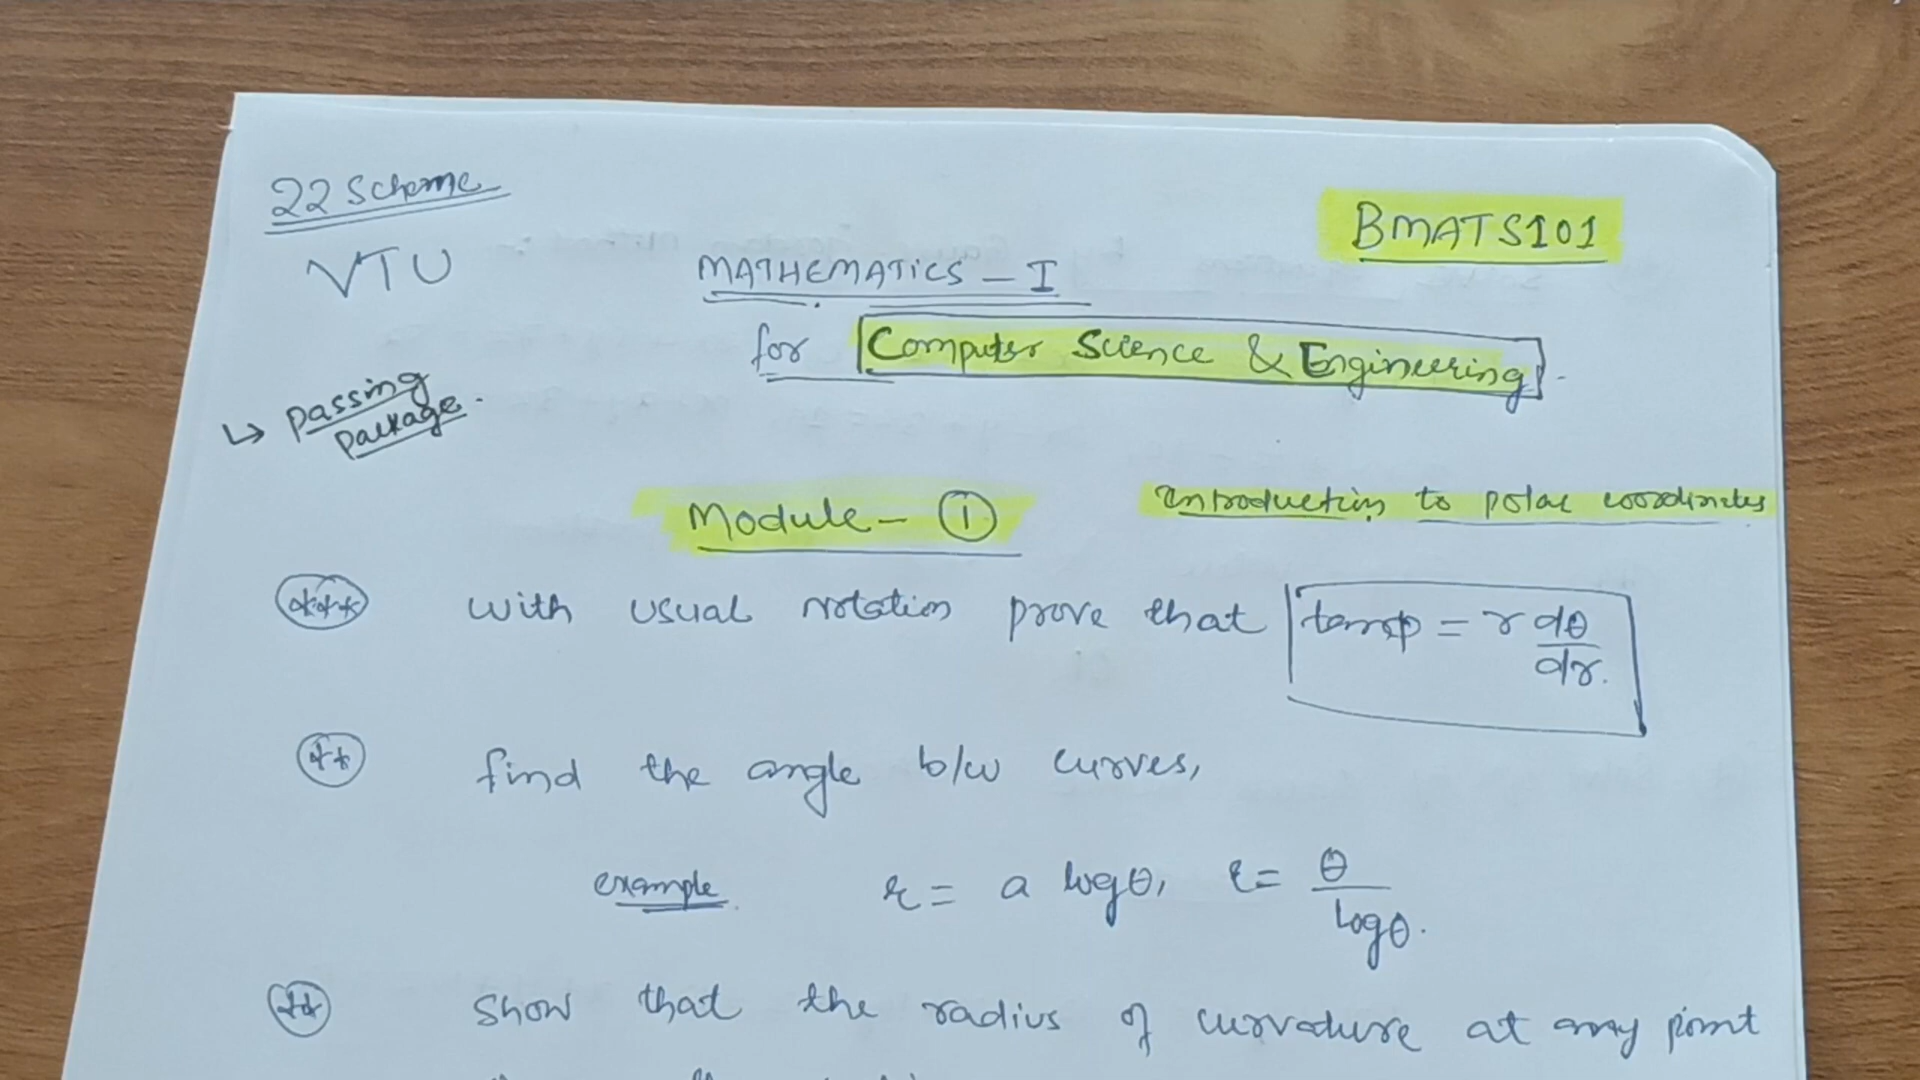 22 Scheme
BMATS101
VTU
MATHEMATICS - I
for Computer Science & Engineering.
↳ passing
package.
Module - ①
Introduction to polar coordinates
*** with usual notation prove that tanφ = r dθ/dr.
** find the angle b/w curves,
example. r = a logθ, r = θ/logθ.
** Show that the radius of curvature at any point